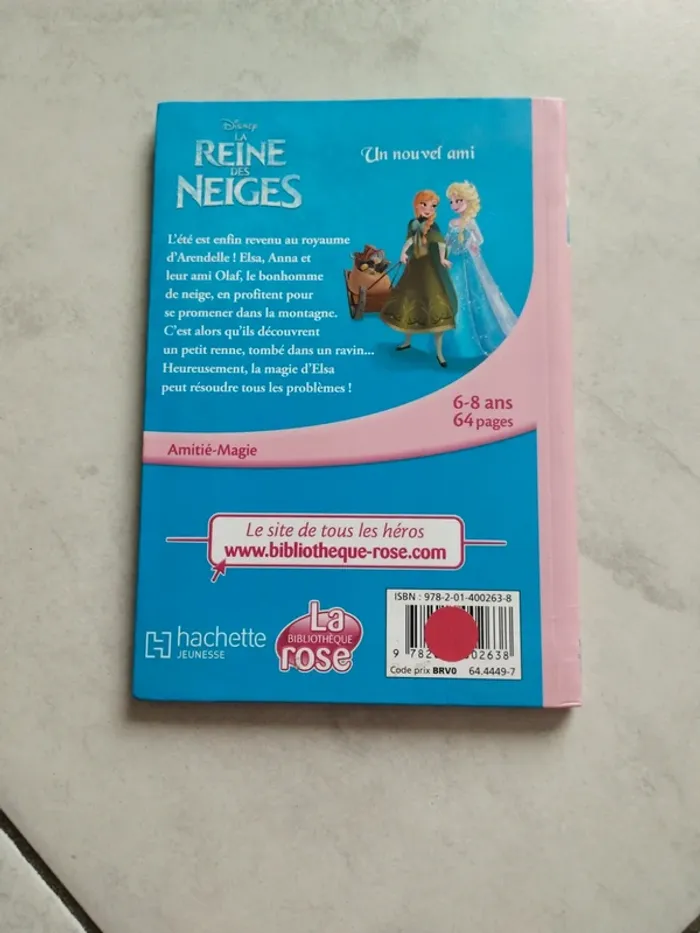 Disney
LA
REINE
DES
NEIGES
Un nouvel ami
L'été est enfin revenu au royaume
d'Arendelle ! Elsa, Anna et
leur ami Olaf, le bonhomme
de neige, en profitent pour
se promener dans la montagne.
C'est alors qu'ils découvrent
un petit renne, tombé dans un ravin...
Heureusement, la magie d'Elsa
peut résoudre tous les problèmes !
6-8 ans
64 pages
Amitié-Magie
Le site de tous les héros
www.bibliotheque-rose.com
hachette
JEUNESSE
La
BIBLIOTHÈQUE
rose
ISBN : 978-2-01-400263-8
9 782 002638
Code prix BRV0 64.4449-7